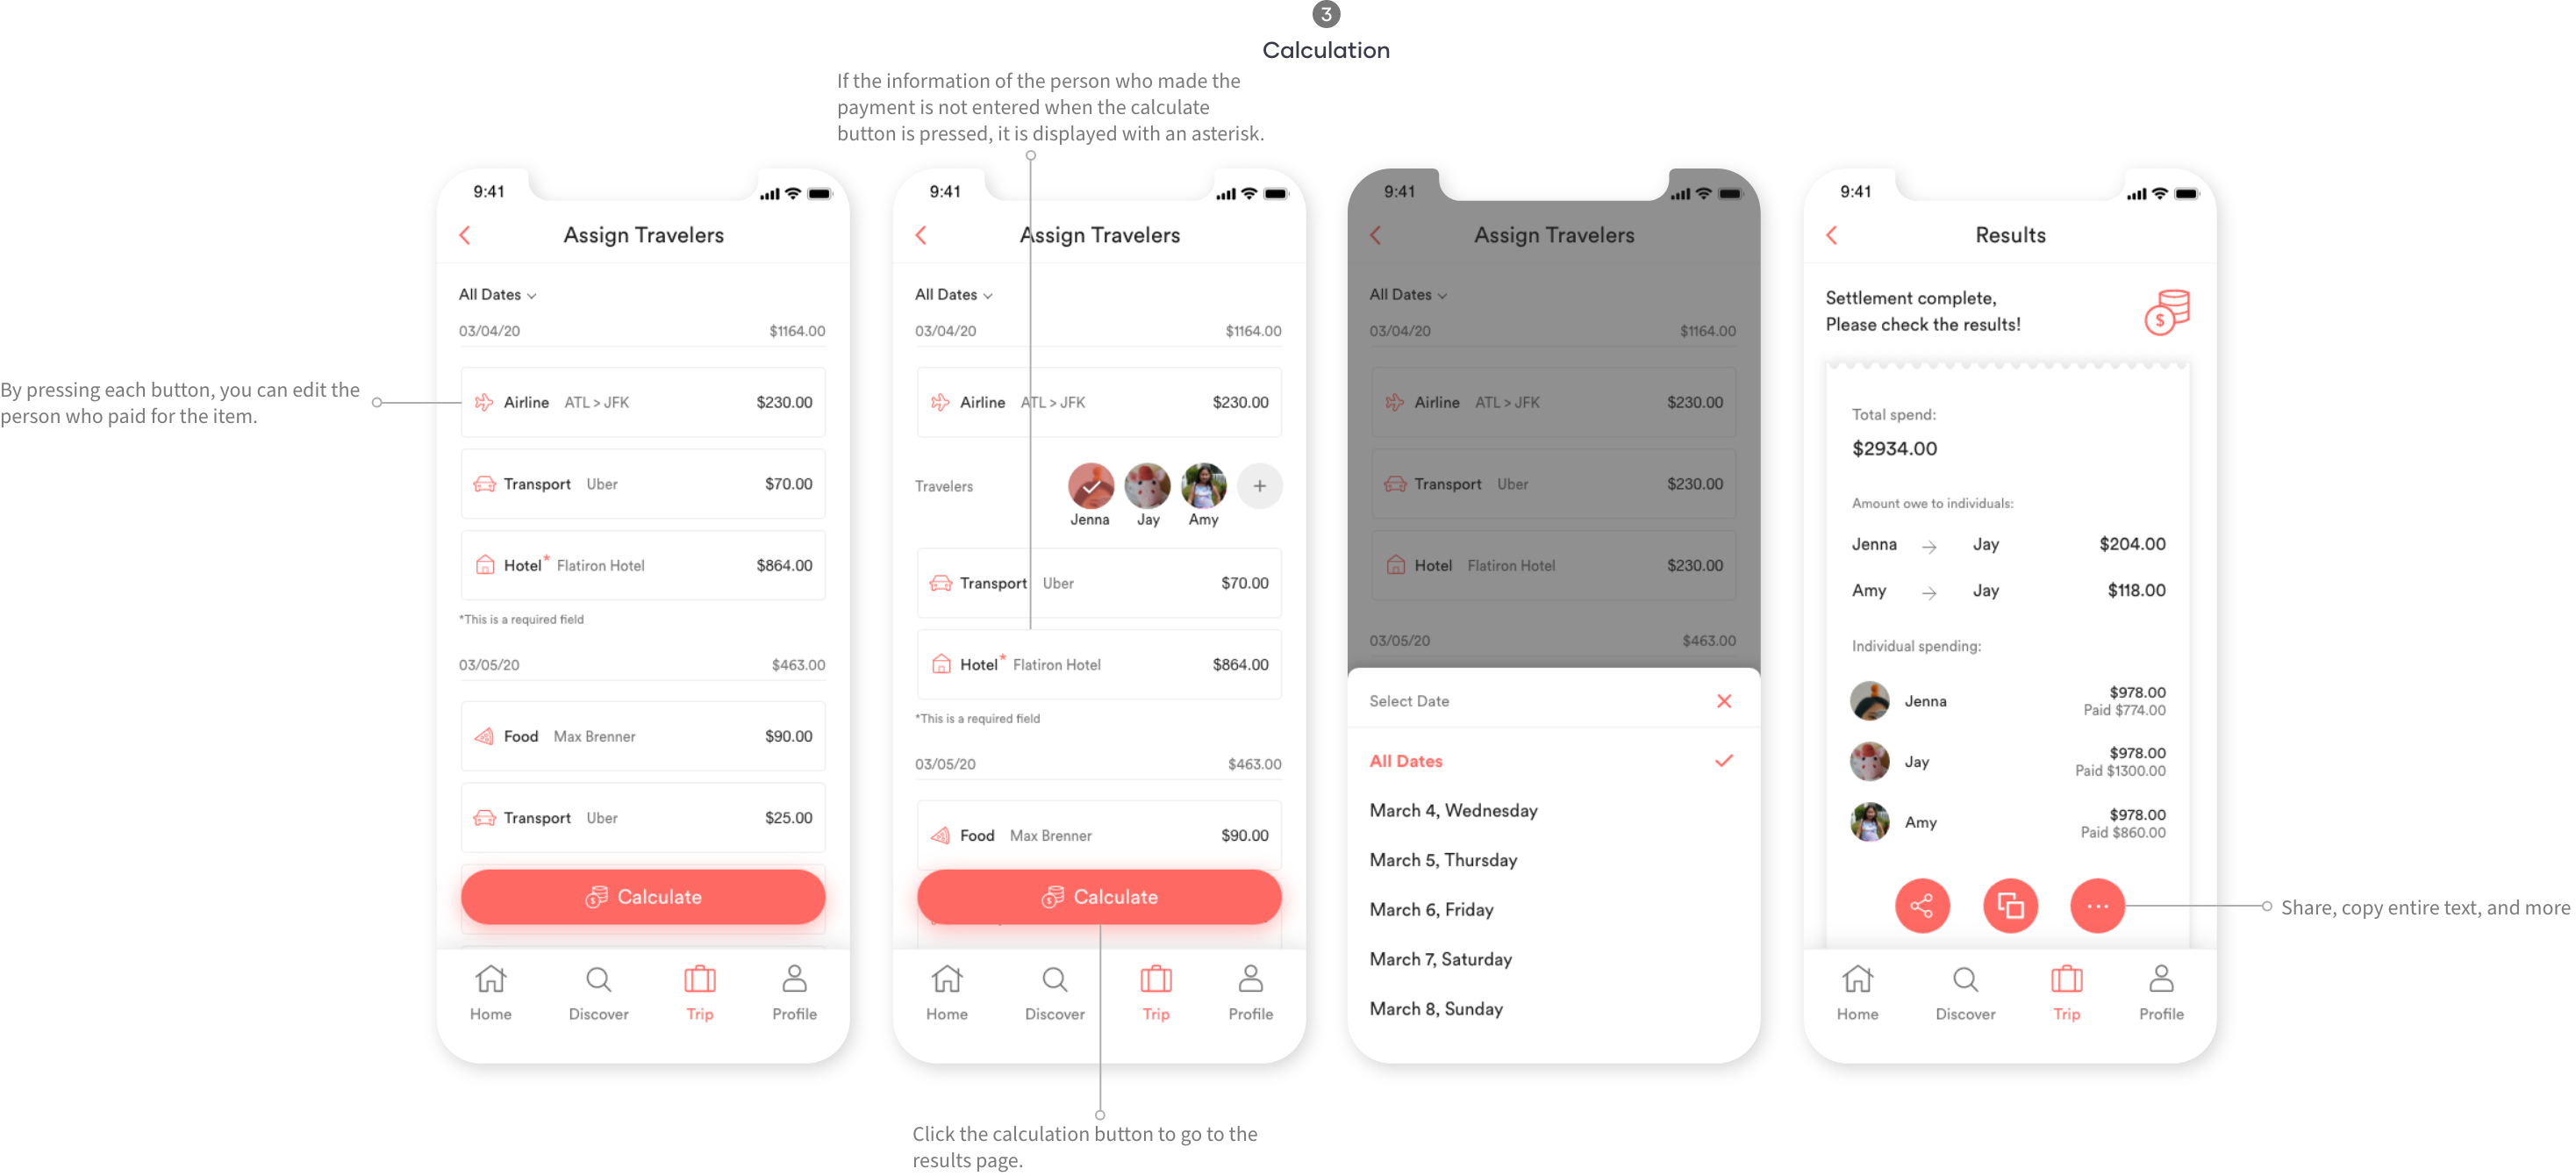 3
Calculation
If the information of the person who made the
payment is not entered when the calculate
button is pressed, it is displayed with an asterisk.
By pressing each button, you can edit the
person who paid for the item.
9:41
Assign Travelers
All Dates
03/04/20 $1164.00
Airline ATL > JFK $230.00
Transport Uber $70.00
Hotel* Flatiron Hotel $864.00
*This is a required field
03/05/20 $463.00
Food Max Brenner $90.00
Transport Uber $25.00
Calculate
Home Discover Trip Profile
9:41
Assign Travelers
All Dates
03/04/20 $1164.00
Airline ATL > JFK $230.00
Travelers
Jenna Jay Amy
Transport Uber $70.00
Hotel* Flatiron Hotel $864.00
*This is a required field
03/05/20 $463.00
Food Max Brenner $90.00
Calculate
Home Discover Trip Profile
Click the calculation button to go to the
results page.
9:41
Assign Travelers
All Dates
03/04/20 $1164.00
Airline ATL > JFK $230.00
Transport Uber $230.00
Hotel Flatiron Hotel $230.00
03/05/20 $463.00
Select Date
All Dates
March 4, Wednesday
March 5, Thursday
March 6, Friday
March 7, Saturday
March 8, Sunday
9:41
Results
Settlement complete,
Please check the results!
Total spend:
$2934.00
Amount owe to individuals:
Jenna → Jay $204.00
Amy → Jay $118.00
Individual spending:
Jenna $978.00
Paid $774.00
Jay $978.00
Paid $1300.00
Amy $978.00
Paid $860.00
Home Discover Trip Profile
Share, copy entire text, and more